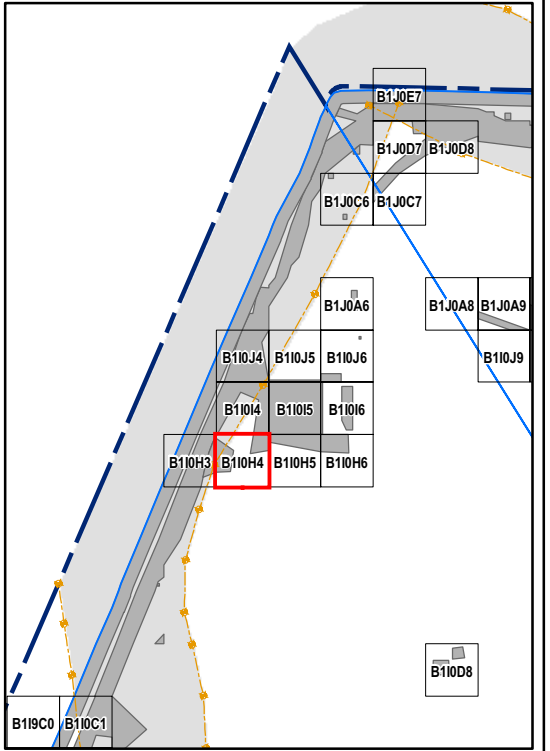 B1J0E7
B1J0D7 B1J0D8
B1J0C6 B1J0C7
B1J0A6 B1J0A8 B1J0A9
B1I0J4 B1I0J5 B1I0J6 B1I0J9
B1I0I4 B1I0I5 B1I0I6
B1I0H3 B1I0H4 B1I0H5 B1I0H6
B1I0D8
B1I9C0 B1I0C1